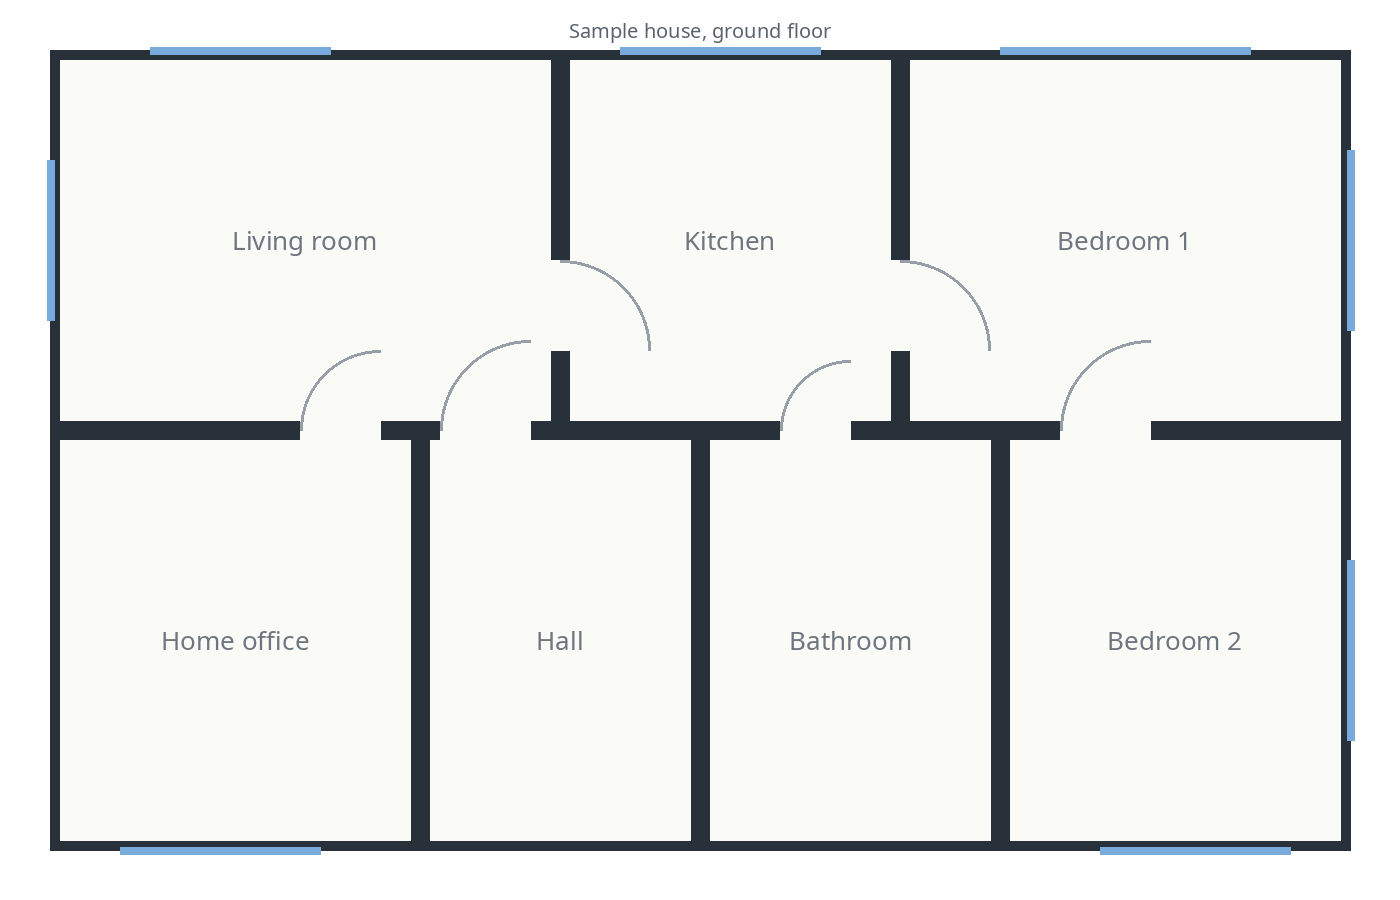 Sample house, ground floor
Living room
Kitchen
Bedroom 1
Home office
Hall
Bathroom
Bedroom 2